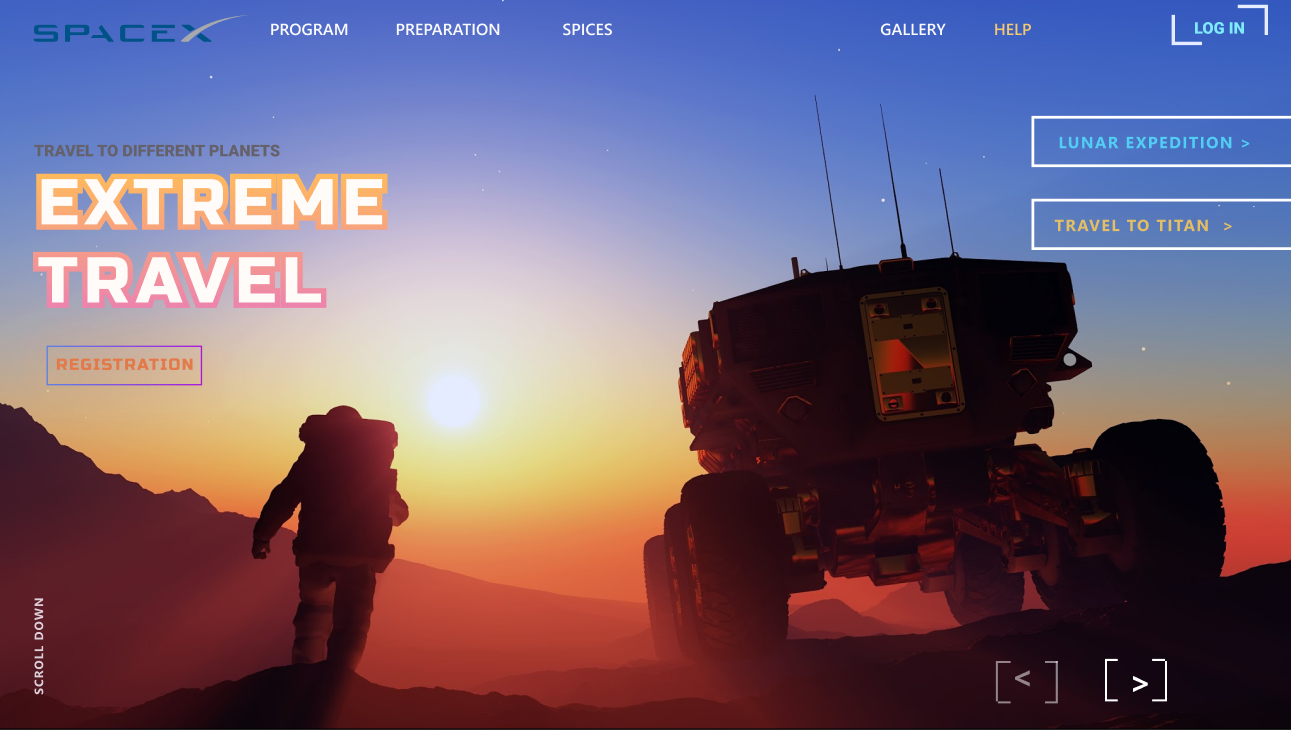 SPACEX
PROGRAM
PREPARATION
SPICES
GALLERY
HELP
LOG IN
TRAVEL TO DIFFERENT PLANETS
EXTREME
TRAVEL
REGISTRATION
LUNAR EXPEDITION >
TRAVEL TO TITAN >
SCROLL DOWN
[ < ]
[ > ]